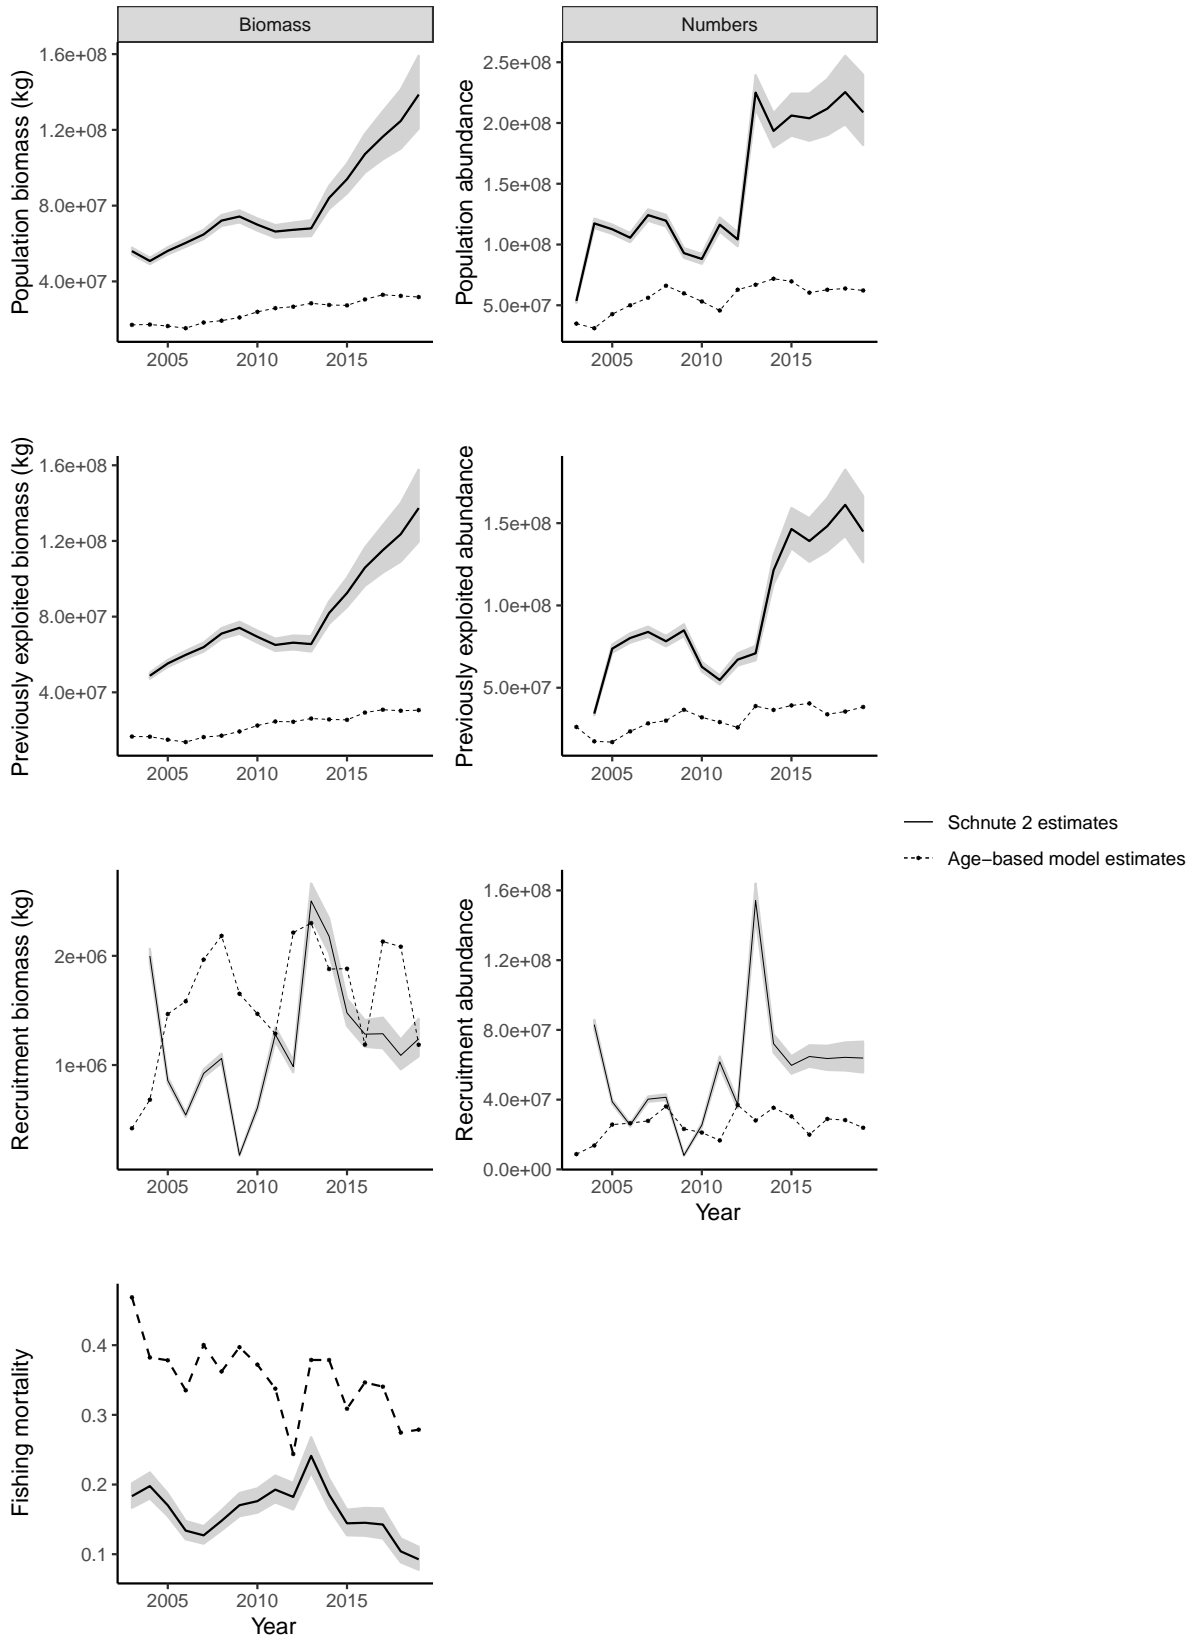 Biomass
Numbers
Population biomass (kg)
1.6e+08
1.2e+08
8.0e+07
4.0e+07
2005 2010 2015
Population abundance
2.5e+08
2.0e+08
1.5e+08
1.0e+08
5.0e+07
2005 2010 2015
Previously exploited biomass (kg)
1.6e+08
1.2e+08
8.0e+07
4.0e+07
2005 2010 2015
Previously exploited abundance
1.5e+08
1.0e+08
5.0e+07
2005 2010 2015
Schnute 2 estimates
Age−based model estimates
Recruitment biomass (kg)
2e+06
1e+06
2005 2010 2015
Recruitment abundance
1.6e+08
1.2e+08
8.0e+07
4.0e+07
0.0e+00
2005 2010 2015
Year
Fishing mortality
0.4
0.3
0.2
0.1
2005 2010 2015
Year